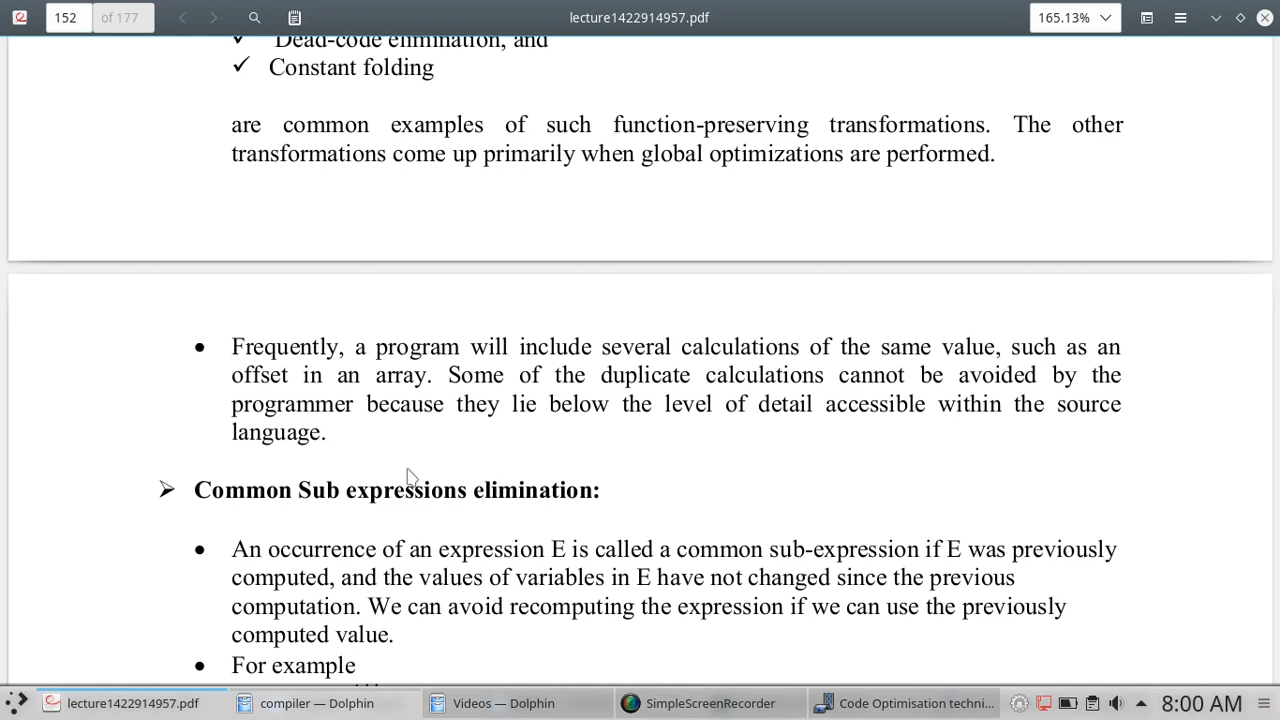 152 of 177 lecture1422914957.pdf 165.13%
✓ Dead-code elimination, and
✓ Constant folding
are common examples of such function-preserving transformations. The other
transformations come up primarily when global optimizations are performed.
• Frequently, a program will include several calculations of the same value, such as an
offset in an array. Some of the duplicate calculations cannot be avoided by the
programmer because they lie below the level of detail accessible within the source
language.
➢ Common Sub expressions elimination:
• An occurrence of an expression E is called a common sub-expression if E was previously
computed, and the values of variables in E have not changed since the previous
computation. We can avoid recomputing the expression if we can use the previously
computed value.
• For example
lecture1422914957.pdf compiler — Dolphin Videos — Dolphin SimpleScreenRecorder Code Optimisation techni... 8:00 AM